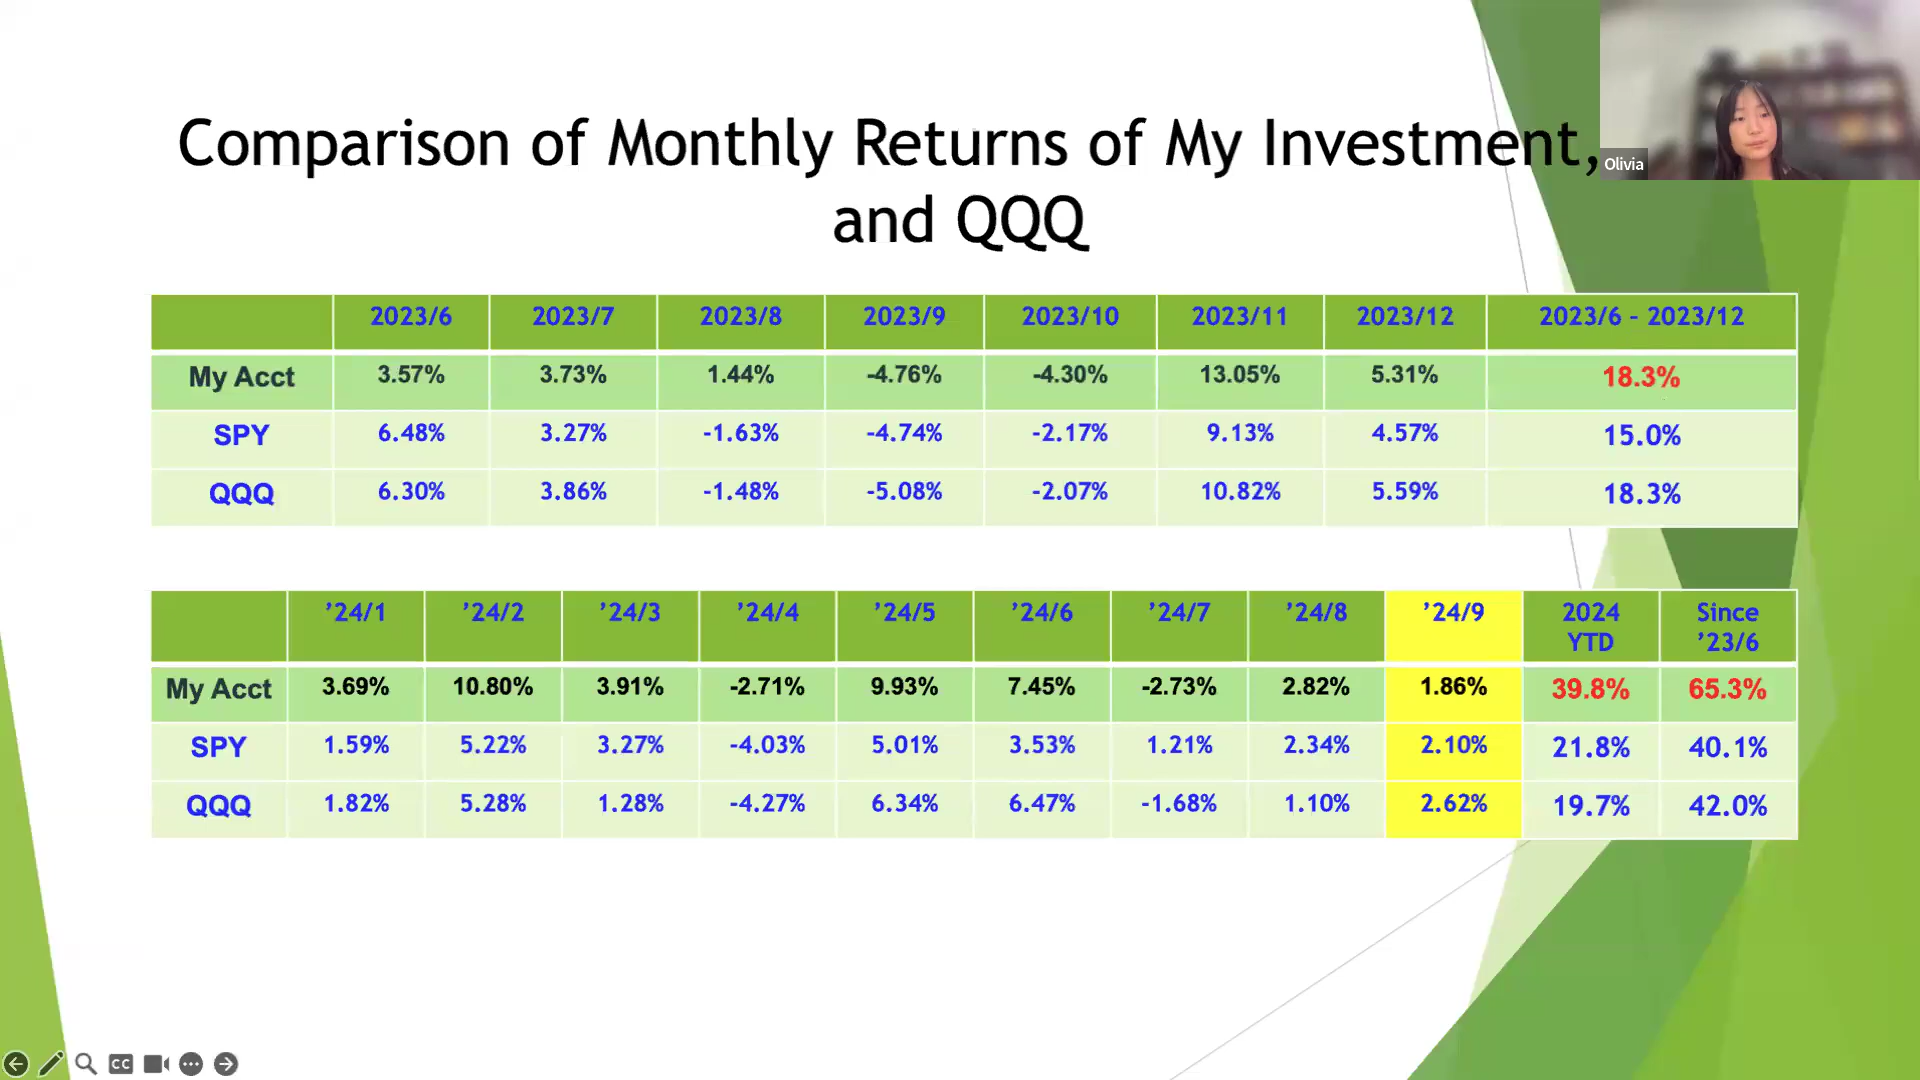 Comparison of Monthly Returns of My Investment,
and QQQ
Olivia
2023/6 2023/7 2023/8 2023/9 2023/10 2023/11 2023/12 2023/6 - 2023/12
My Acct 3.57% 3.73% 1.44% -4.76% -4.30% 13.05% 5.31% 18.3%
SPY 6.48% 3.27% -1.63% -4.74% -2.17% 9.13% 4.57% 15.0%
QQQ 6.30% 3.86% -1.48% -5.08% -2.07% 10.82% 5.59% 18.3%
’24/1 ’24/2 ’24/3 ’24/4 ’24/5 ’24/6 ’24/7 ’24/8 ’24/9 2024 Since
YTD ’23/6
My Acct 3.69% 10.80% 3.91% -2.71% 9.93% 7.45% -2.73% 2.82% 1.86% 39.8% 65.3%
SPY 1.59% 5.22% 3.27% -4.03% 5.01% 3.53% 1.21% 2.34% 2.10% 21.8% 40.1%
QQQ 1.82% 5.28% 1.28% -4.27% 6.34% 6.47% -1.68% 1.10% 2.62% 19.7% 42.0%
CC